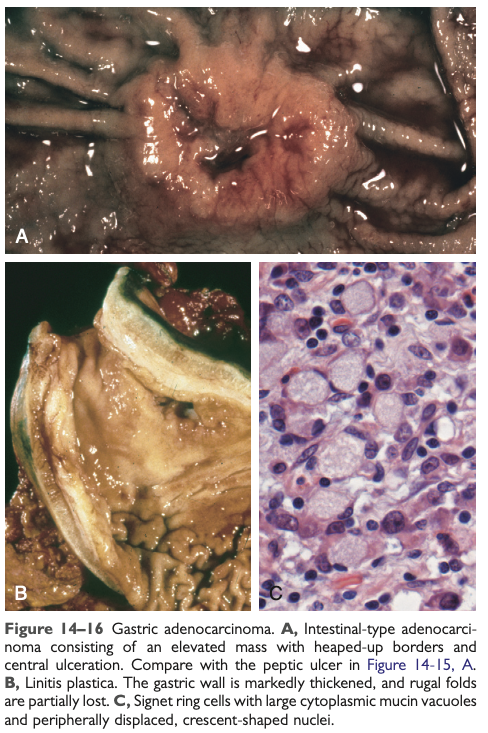 A
B
C
Figure 14–16 Gastric adenocarcinoma. A, Intestinal-type adenocarci-
noma consisting of an elevated mass with heaped-up borders and
central ulceration. Compare with the peptic ulcer in Figure 14-15, A.
B, Linitis plastica. The gastric wall is markedly thickened, and rugal folds
are partially lost. C, Signet ring cells with large cytoplasmic mucin vacuoles
and peripherally displaced, crescent-shaped nuclei.